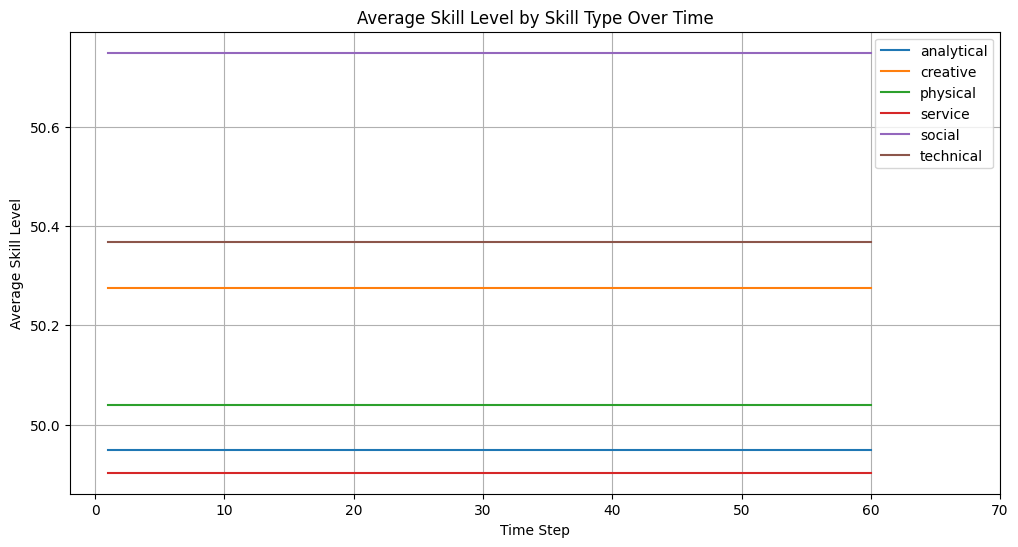 Average Skill Level by Skill Type Over Time
Average Skill Level
50.6
50.4
50.2
50.0
analytical
creative
physical
service
social
technical
0
10
20
30
40
50
60
70
Time Step